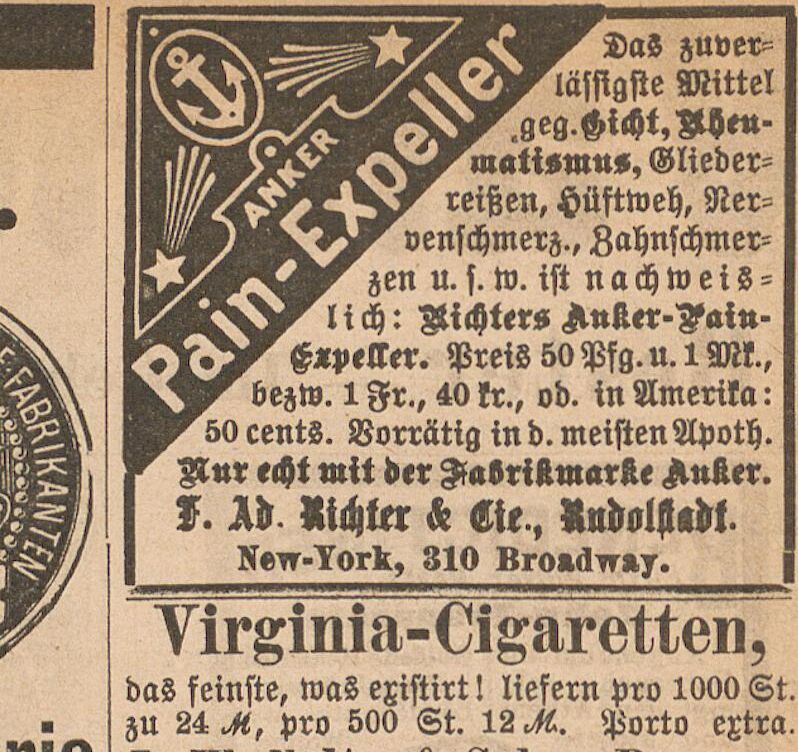 ANKER
Pain-Expeller
Das zuver=
lässigste Mittel
geg. Gicht, Rheu-
matismus, Glieder=
reißen, Hüftweh, Ner=
venschmerz., Zahnschmer=
zen u. s. w. ist nachweis=
lich: Richters Anker-Pain-
Expeller. Preis 50 Pfg. u. 1 Mk.,
bezw. 1 Fr., 40 kr., od. in Amerika:
50 cents. Vorrätig in d. meisten Apoth.
Nur echt mit der Fabrikmarke Anker.
F. Ad. Richter & Cie., Rudolstadt.
New-York, 310 Broadway.
FABRIKANTEN
Virginia-Cigaretten,
das feinste, was existirt! liefern pro 1000 St.
zu 24 M, pro 500 St. 12 M. Porto extra.